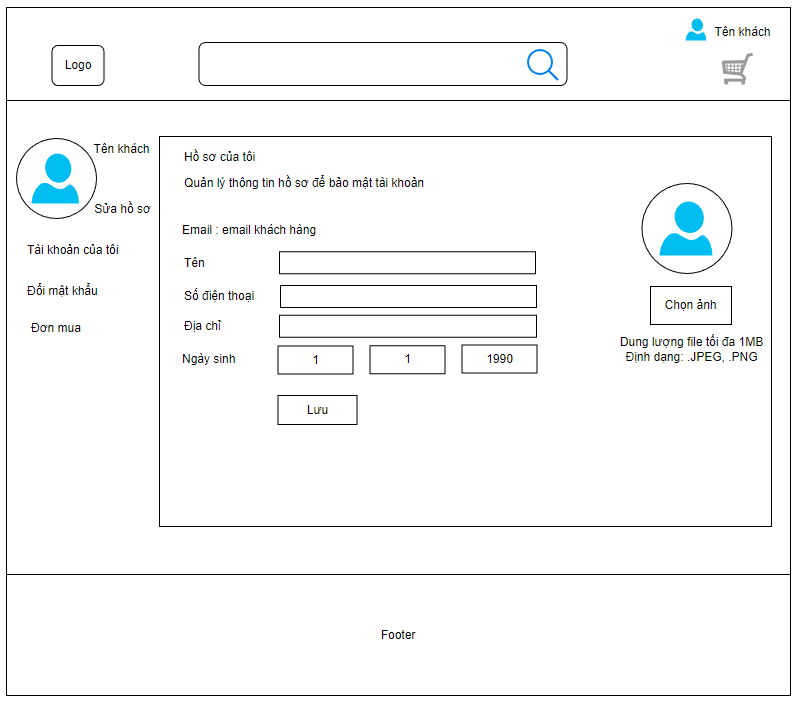 Tên khách
Logo
Tên khách
Sửa hồ sơ
Tài khoản của tôi
Đổi mật khẩu
Đơn mua
Hồ sơ của tôi
Quản lý thông tin hồ sơ để bảo mật tài khoản
Email : email khách hàng
Tên
Số điện thoại
Địa chỉ
Ngày sinh
1
1
1990
Lưu
Chọn ảnh
Dung lượng file tối đa 1MB
Định dạng: .JPEG, .PNG
Footer